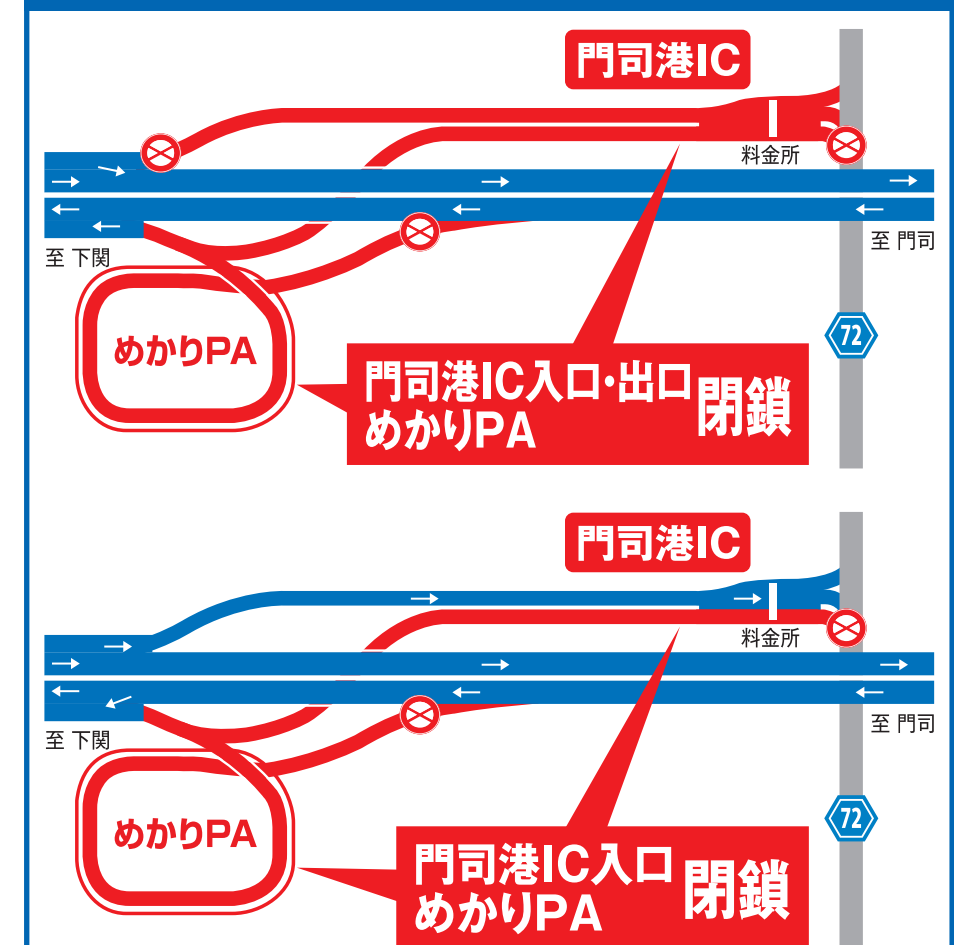 門司港IC
料金所
至 下関
至 門司
72
めかりPA
門司港IC入口・出口
めかりPA
閉鎖
門司港IC
料金所
至 下関
至 門司
72
めかりPA
門司港IC入口
めかりPA
閉鎖